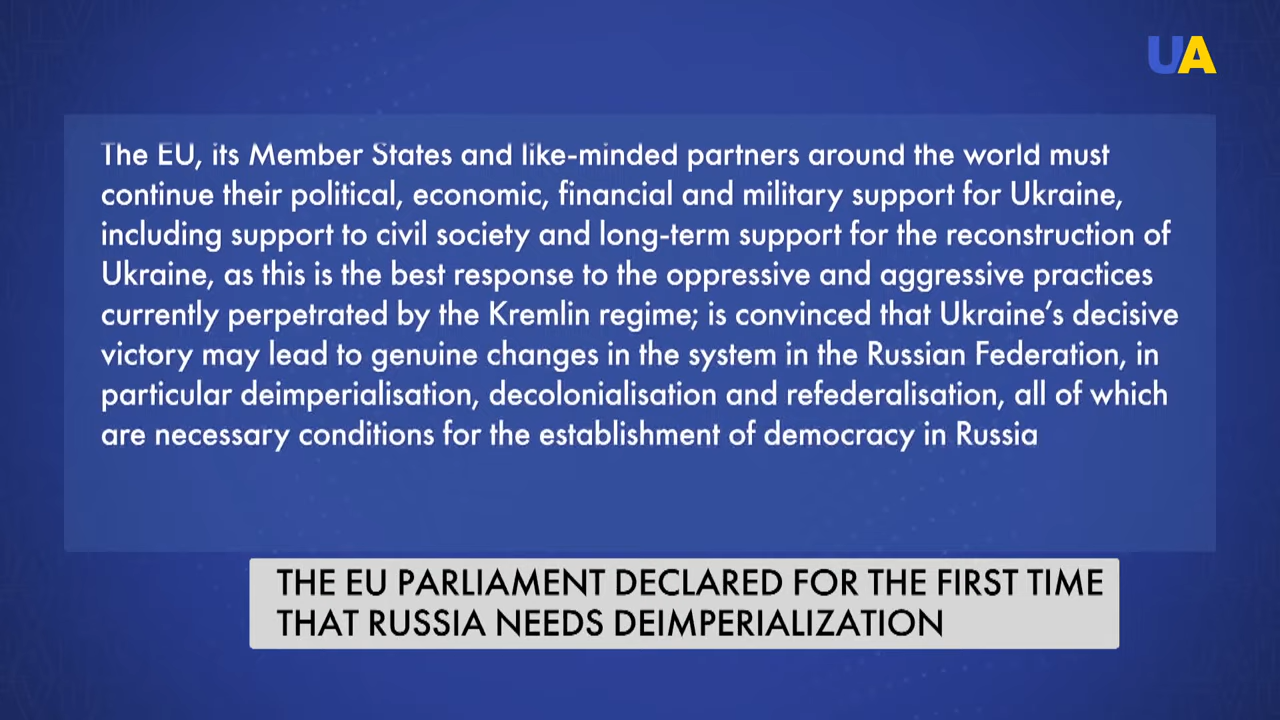 UA
The EU, its Member States and like-minded partners around the world must
continue their political, economic, financial and military support for Ukraine,
including support to civil society and long-term support for the reconstruction of
Ukraine, as this is the best response to the oppressive and aggressive practices
currently perpetrated by the Kremlin regime; is convinced that Ukraine’s decisive
victory may lead to genuine changes in the system in the Russian Federation, in
particular deimperialisation, decolonialisation and refederalisation, all of which
are necessary conditions for the establishment of democracy in Russia
THE EU PARLIAMENT DECLARED FOR THE FIRST TIME
THAT RUSSIA NEEDS DEIMPERIALIZATION